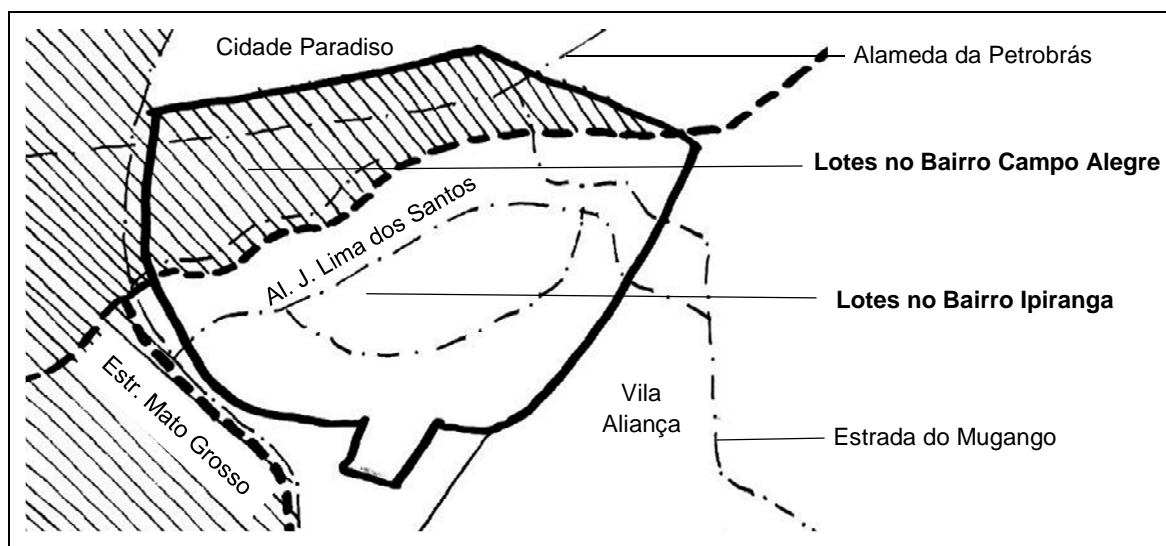 Cidade Paradiso
Alameda da Petrobrás
Lotes no Bairro Campo Alegre
Al. J. Lima dos Santos
Lotes no Bairro Ipiranga
Estr. Mato Grosso
Vila
Aliança
Estrada do Mugango